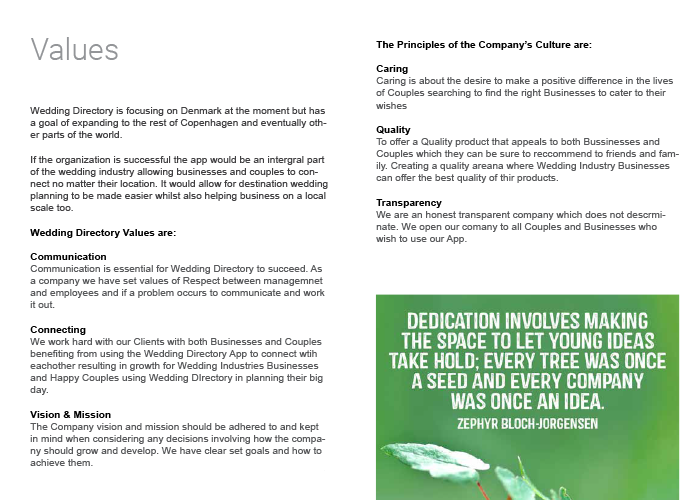 Values
Wedding Directory is focusing on Denmark at the moment but has
a goal of expanding to the rest of Copenhagen and eventually oth-
er parts of the world.
If the organization is successful the app would be an intergral part
of the wedding industry allowing businesses and couples to con-
nect no matter their location. It would allow for destination wedding
planning to be made easier whilst also helping business on a local
scale too.
Wedding Directory Values are:
Communication
Communication is essential for Wedding Directory to succeed. As
a company we have set values of Respect between managemnet
and employees and if a problem occurs to communicate and work
it out.
Connecting
We work hard with our Clients with both Businesses and Couples
benefiting from using the Wedding Directory App to connect wtih
eachother resulting in growth for Wedding Industries Businesses
and Happy Couples using Wedding DIrectory in planning their big
day.
Vision & Mission
The Company vision and mission should be adhered to and kept
in mind when considering any decisions involving how the compa-
ny should grow and develop. We have clear set goals and how to
achieve them.
The Principles of the Company's Culture are:
Caring
Caring is about the desire to make a positive difference in the lives
of Couples searching to find the right Businesses to cater to their
wishes
Quality
To offer a Quality product that appeals to both Bussinesses and
Couples which they can be sure to reccommend to friends and fam-
ily. Creating a quality areana where Wedding Industry Businesses
can offer the best quality of thir products.
Transparency
We are an honest transparent company which does not descrmi-
nate. We open our comany to all Couples and Businesses who
wish to use our App.
DEDICATION INVOLVES MAKING
THE SPACE TO LET YOUNG IDEAS
TAKE HOLD; EVERY TREE WAS ONCE
A SEED AND EVERY COMPANY
WAS ONCE AN IDEA.
ZEPHYR BLOCH-JORGENSEN